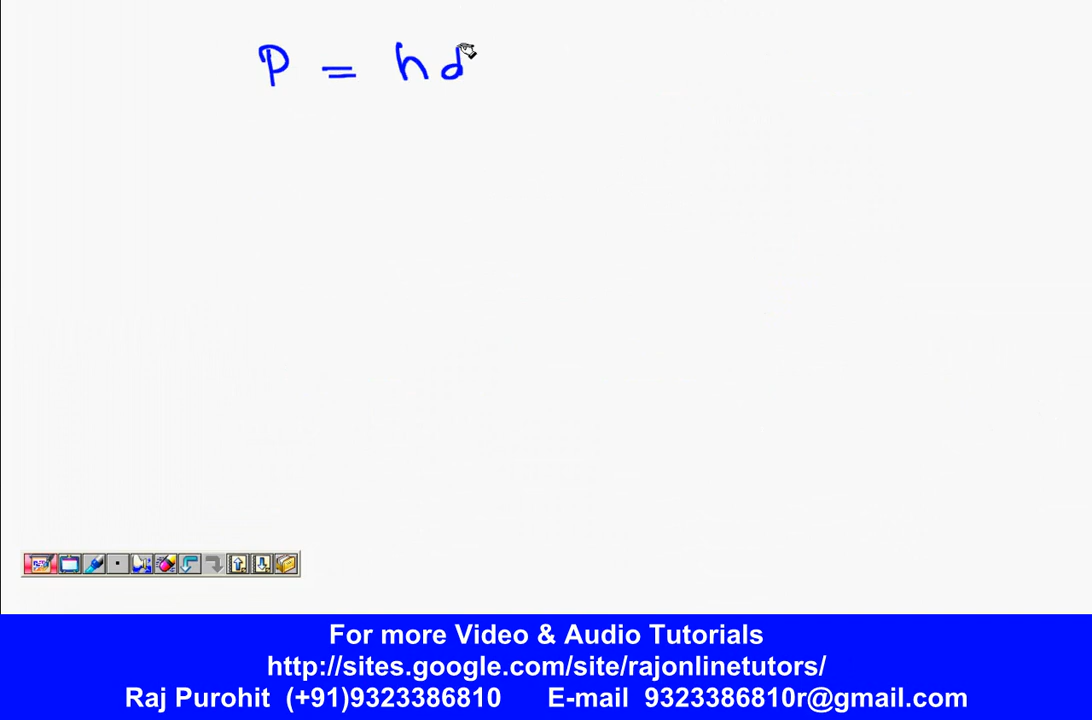 P = hd
For more Video & Audio Tutorials
http://sites.google.com/site/rajonlinetutors/
Raj Purohit (+91)9323386810 E-mail 9323386810r@gmail.com